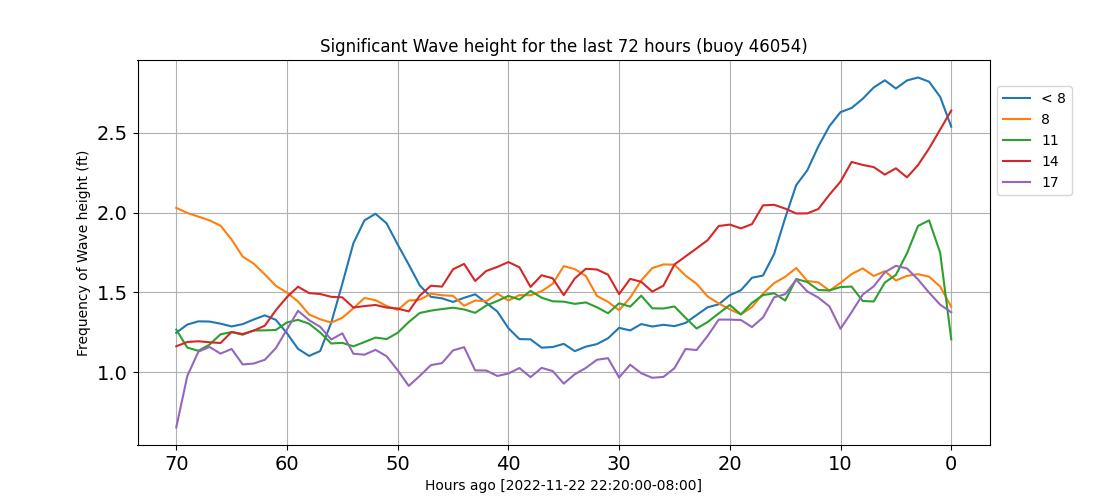 Significant Wave height for the last 72 hours (buoy 46054)
Frequency of Wave height (ft)
2.5
2.0
1.5
1.0
70 60 50 40 30 20 10 0
Hours ago [2022-11-22 22:20:00-08:00]
< 8
8
11
14
17